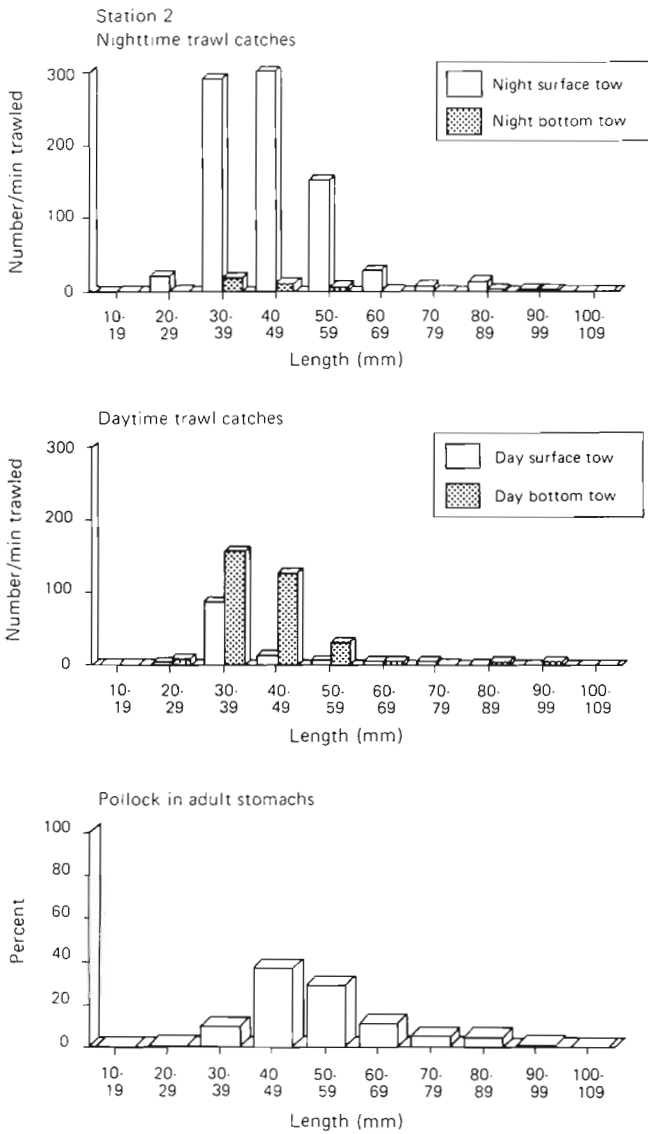 Station 2
Nighttime trawl catches
Number/min trawled
300
200
100
0
Night surface tow
Night bottom tow
10- 20- 30- 40- 50- 60- 70- 80- 90- 100-
19 29 39 49 59 69 79 89 99 109
Length (mm)
Daytime trawl catches
Number/min trawled
300
200
100
0
Day surface tow
Day bottom tow
10- 20- 30- 40- 50- 60- 70- 80- 90- 100-
19 29 39 49 59 69 79 89 99 109
Length (mm)
Pollock in adult stomachs
Percent
100
80
60
40
20
0
10- 20- 30- 40- 50- 60- 70- 80- 90- 100-
19 29 39 49 59 69 79 89 99 109
Length (mm)